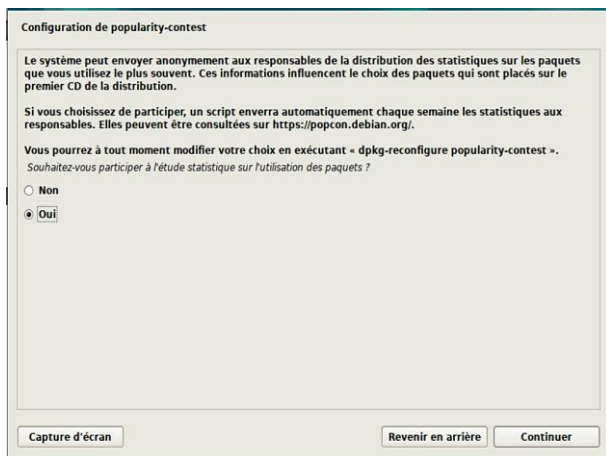 Configuration de popularity-contest
Le système peut envoyer anonymement aux responsables de la distribution des statistiques sur les paquets
que vous utilisez le plus souvent. Ces informations influencent le choix des paquets qui sont placés sur le
premier CD de la distribution.
Si vous choisissez de participer, un script enverra automatiquement chaque semaine les statistiques aux
responsables. Elles peuvent être consultées sur https://popcon.debian.org/.
Vous pourrez à tout moment modifier votre choix en exécutant « dpkg-reconfigure popularity-contest ».
Souhaitez-vous participer à l'étude statistique sur l'utilisation des paquets ?
Non
Oui
Capture d'écran
Revenir en arrière
Continuer